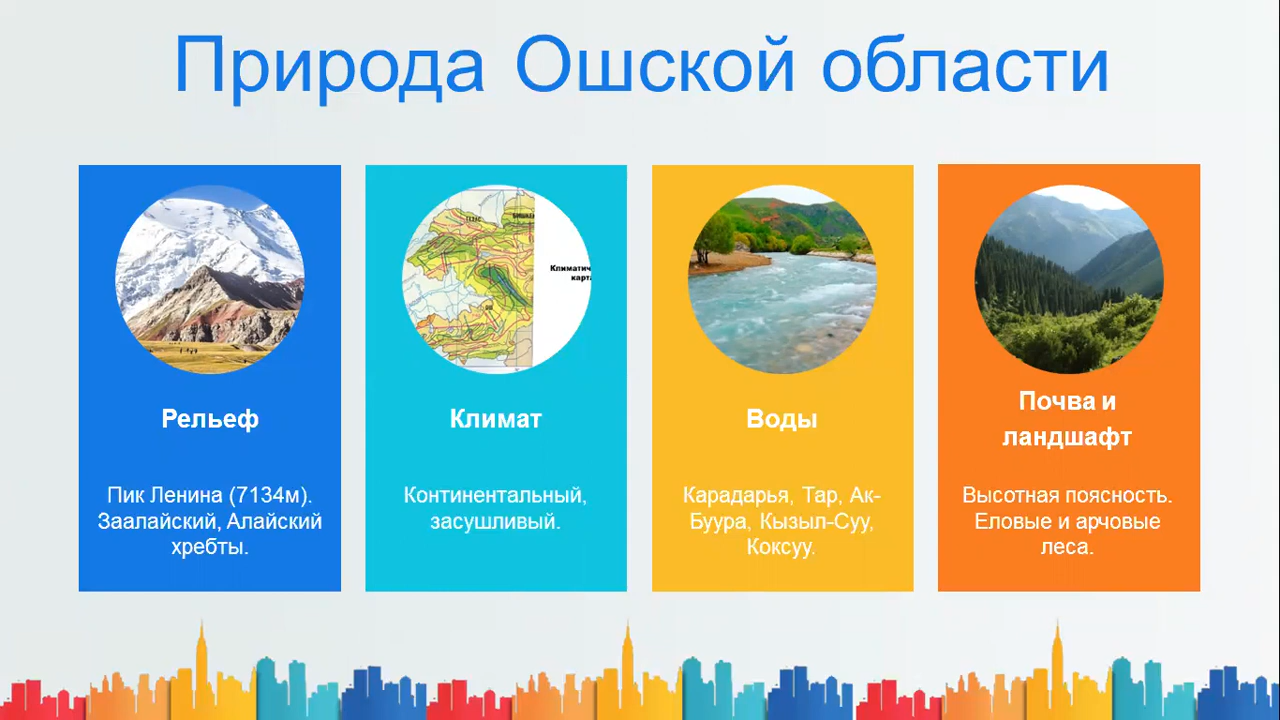 Природа Ошской области
Рельеф
Пик Ленина (7134м).
Заалайский, Алайский
хребты.
Климат
Континентальный,
засушливый.
Воды
Карадарья, Тар, Ак-
Буура, Кызыл-Суу,
Коксуу.
Почва и
ландшафт
Высотная поясность.
Еловые и арчовые
леса.